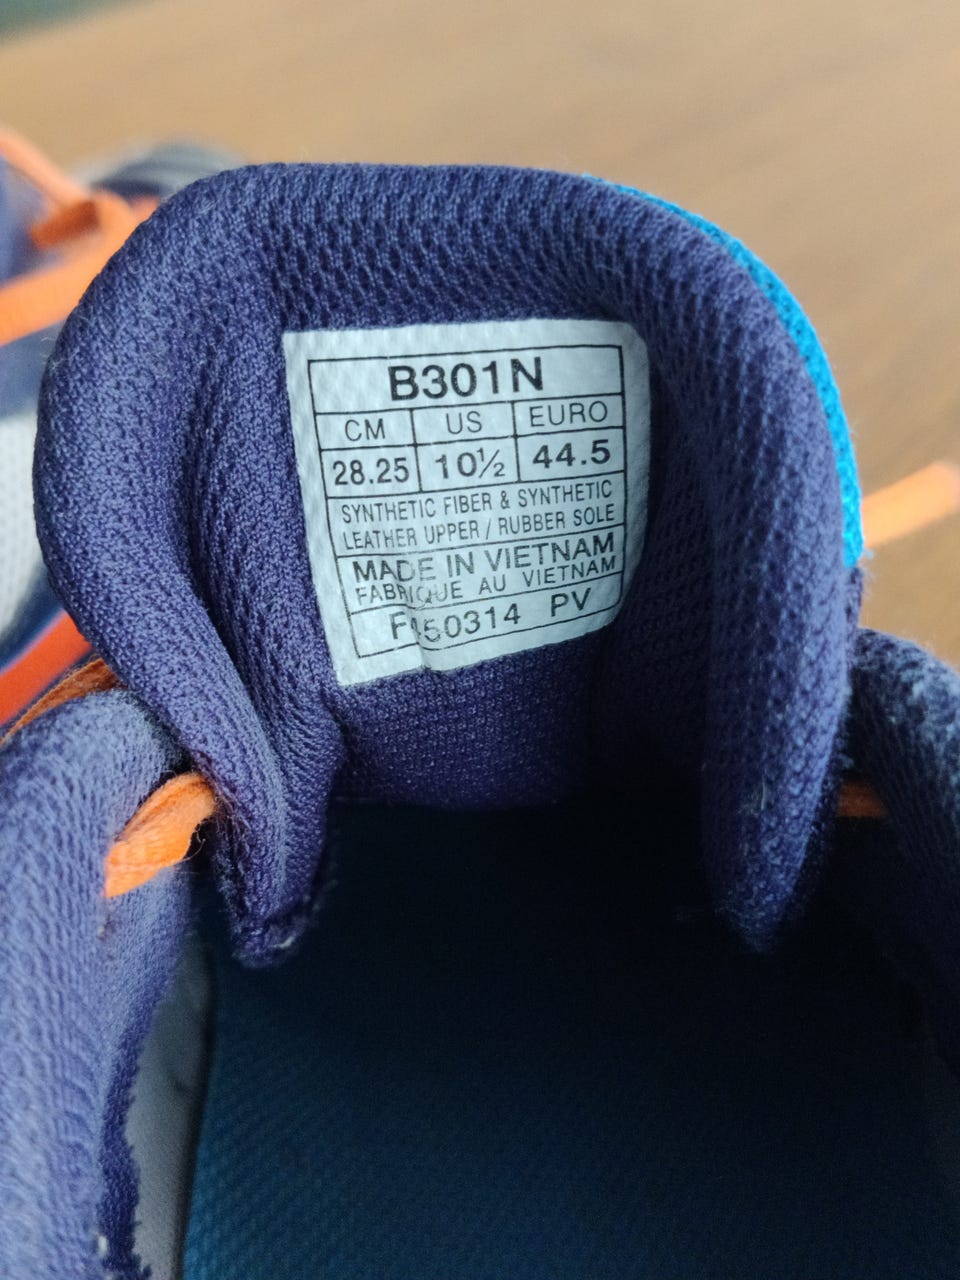 B301N
CM US EURO
28.25 10½ 44.5
SYNTHETIC FIBER & SYNTHETIC
LEATHER UPPER / RUBBER SOLE
MADE IN VIETNAM
FABRIQUE AU VIETNAM
PV